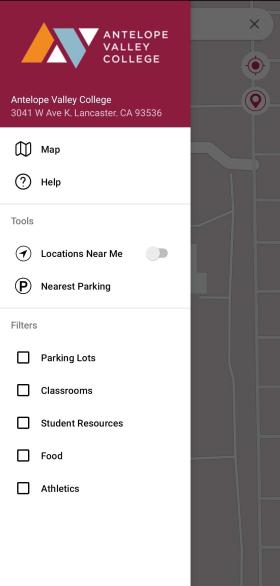 ANTELOPE
VALLEY
COLLEGE
Antelope Valley College
3041 W Ave K, Lancaster, CA 93536
Map
Help
Tools
Locations Near Me
Nearest Parking
Filters
Parking Lots
Classrooms
Student Resources
Food
Athletics